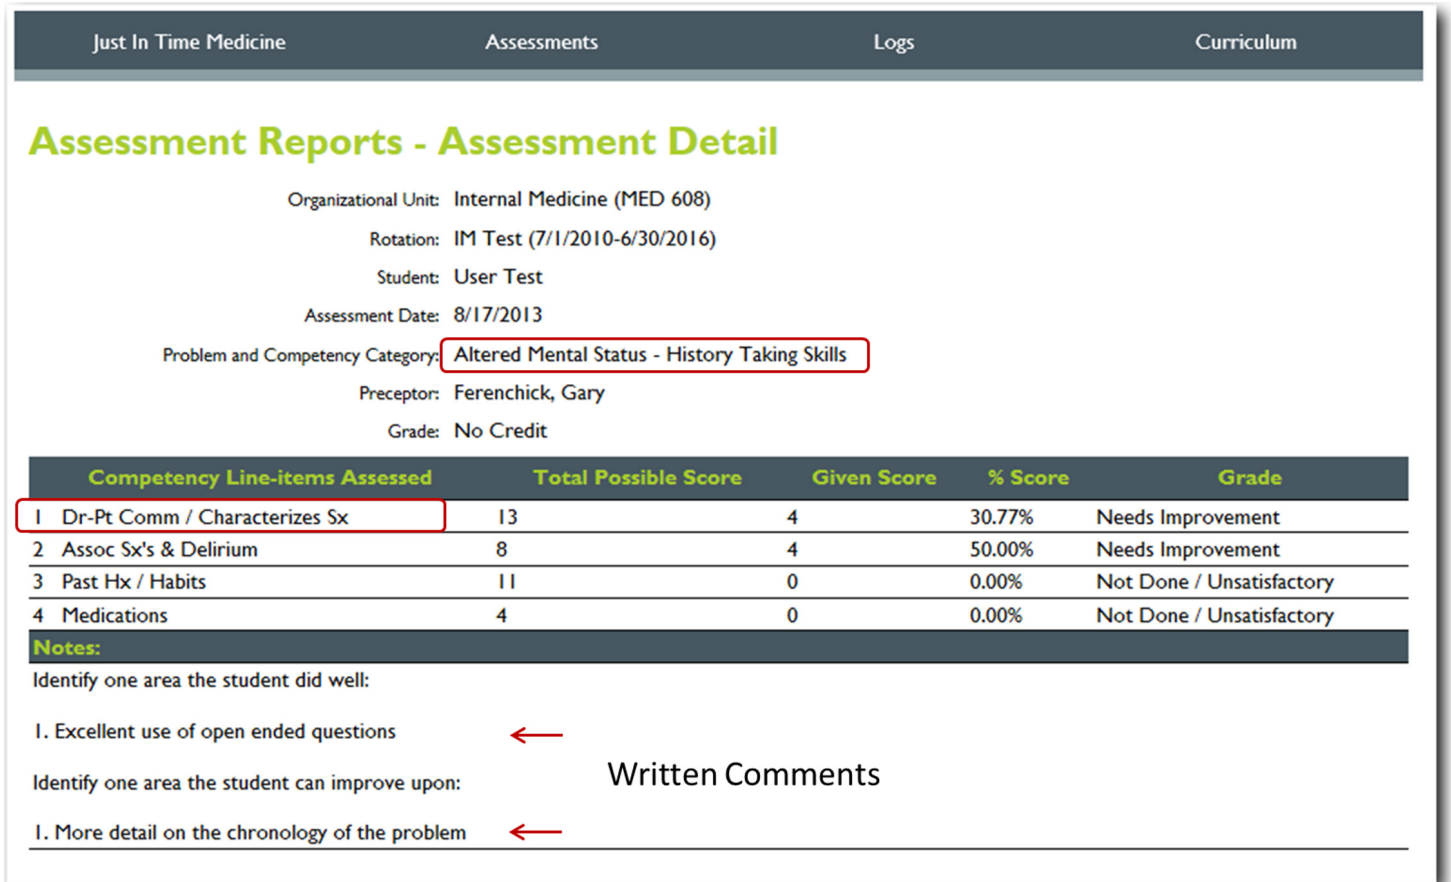 Just In Time Medicine Assessments Logs Curriculum
Assessment Reports - Assessment Detail
Organizational Unit: Internal Medicine (MED 608)
Rotation: IM Test (7/1/2010-6/30/2016)
Student: User Test
Assessment Date: 8/17/2013
Problem and Competency Category: Altered Mental Status - History Taking Skills
Preceptor: Ferenchick, Gary
Grade: No Credit
Competency Line-items Assessed Total Possible Score Given Score % Score Grade
1 Dr-Pt Comm / Characterizes Sx 13 4 30.77% Needs Improvement
2 Assoc Sx's & Delirium 8 4 50.00% Needs Improvement
3 Past Hx / Habits 11 0 0.00% Not Done / Unsatisfactory
4 Medications 4 0 0.00% Not Done / Unsatisfactory
Notes:
Identify one area the student did well:
1. Excellent use of open ended questions
Written Comments
Identify one area the student can improve upon:
1. More detail on the chronology of the problem